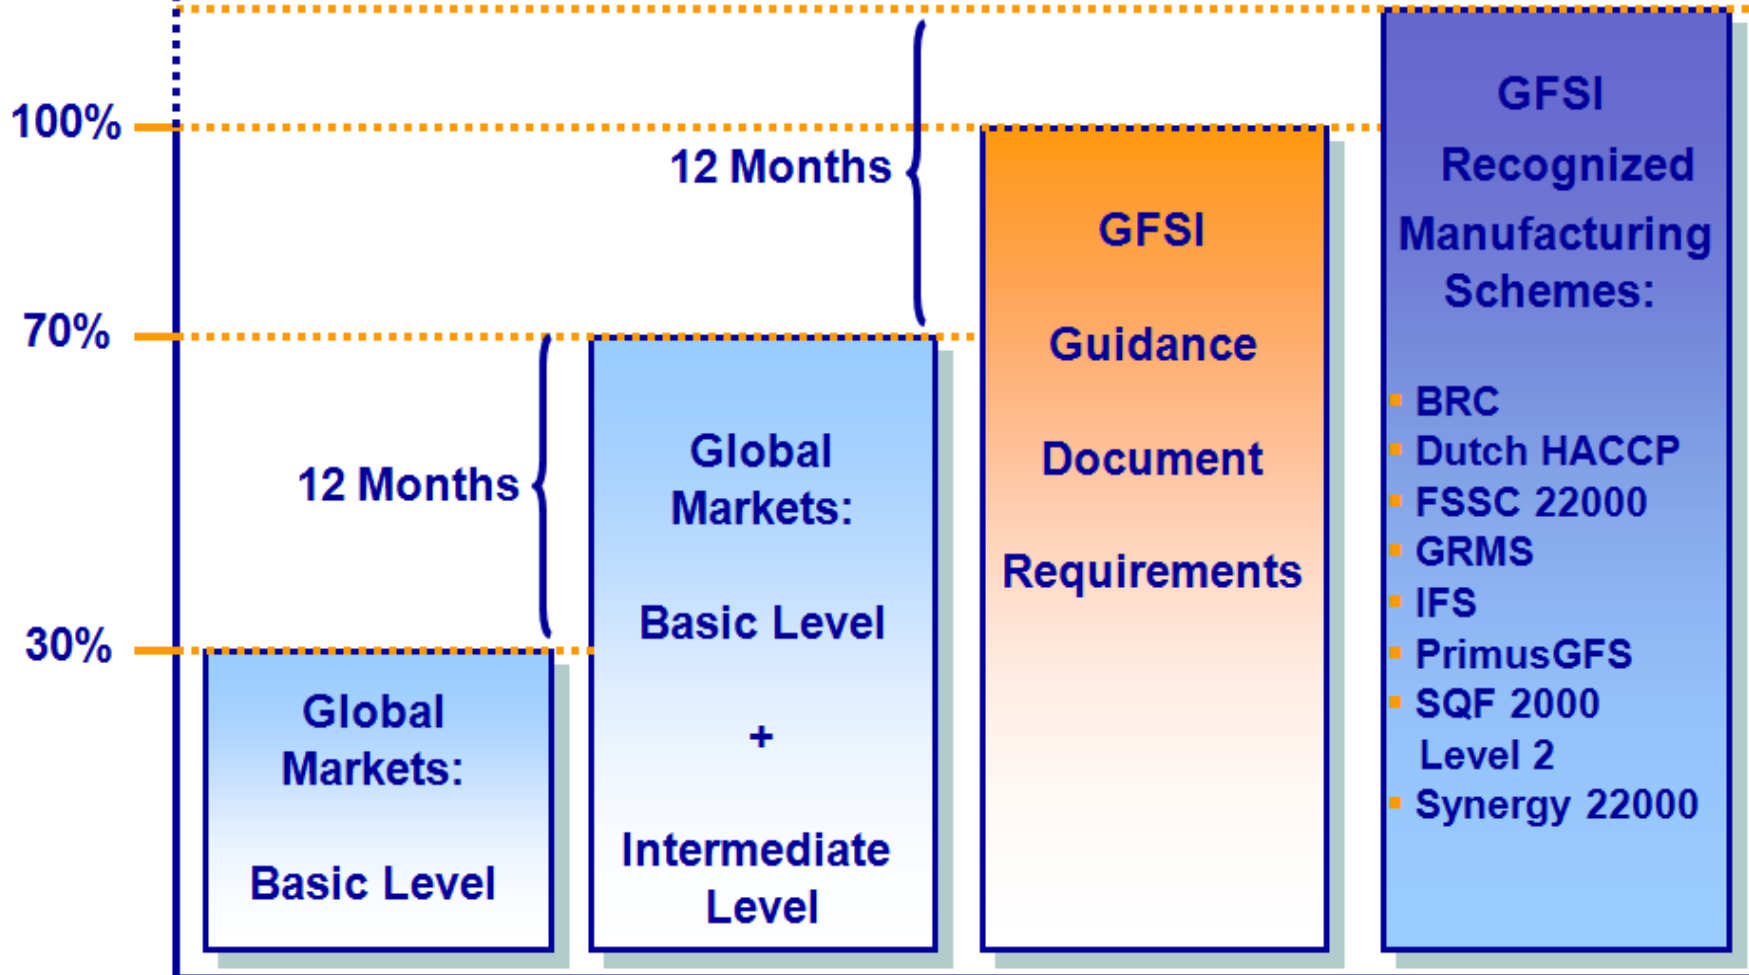 100%
70%
30%
12 Months
12 Months
Global
Markets:
Basic Level
Global
Markets:
Basic Level
+
Intermediate
Level
GFSI
Guidance
Document
Requirements
GFSI
Recognized
Manufacturing
Schemes:
▪ BRC
▪ Dutch HACCP
▪ FSSC 22000
▪ GRMS
▪ IFS
▪ PrimusGFS
▪ SQF 2000
Level 2
▪ Synergy 22000